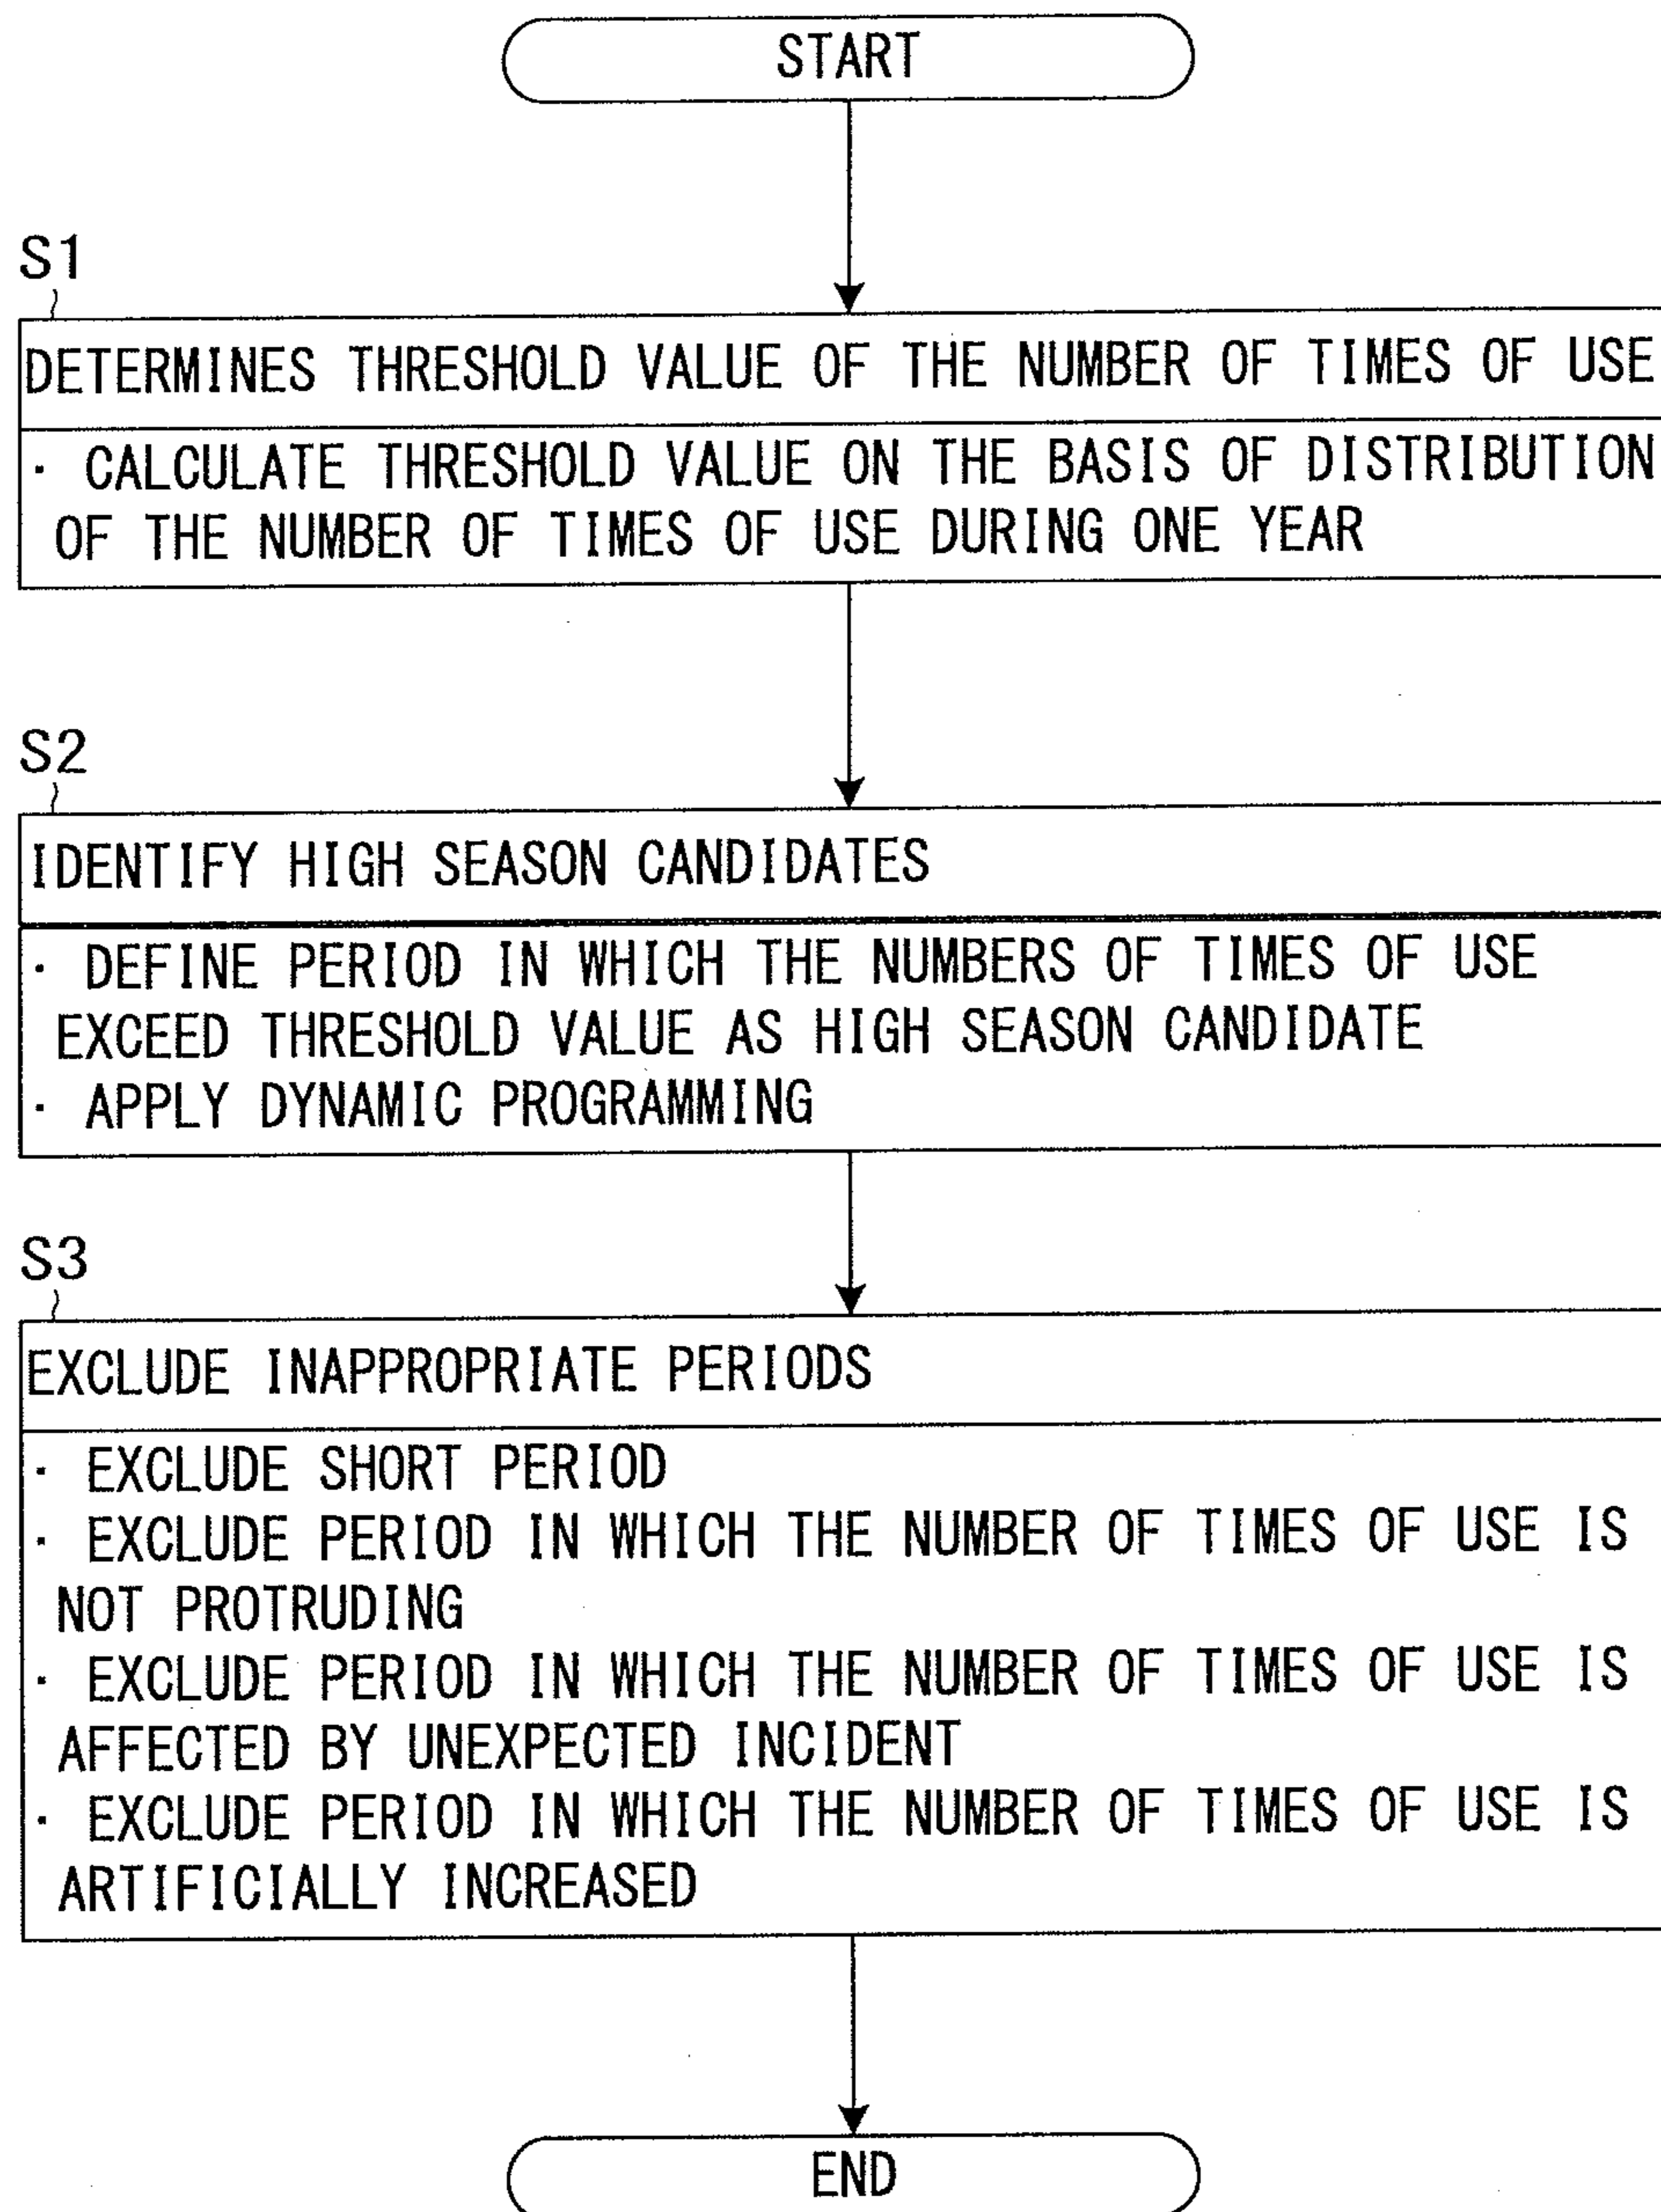 START
S1
DETERMINES THRESHOLD VALUE OF THE NUMBER OF TIMES OF USE
· CALCULATE THRESHOLD VALUE ON THE BASIS OF DISTRIBUTION
OF THE NUMBER OF TIMES OF USE DURING ONE YEAR
S2
IDENTIFY HIGH SEASON CANDIDATES
· DEFINE PERIOD IN WHICH THE NUMBERS OF TIMES OF USE
EXCEED THRESHOLD VALUE AS HIGH SEASON CANDIDATE
· APPLY DYNAMIC PROGRAMMING
S3
EXCLUDE INAPPROPRIATE PERIODS
· EXCLUDE SHORT PERIOD
· EXCLUDE PERIOD IN WHICH THE NUMBER OF TIMES OF USE IS
NOT PROTRUDING
· EXCLUDE PERIOD IN WHICH THE NUMBER OF TIMES OF USE IS
AFFECTED BY UNEXPECTED INCIDENT
· EXCLUDE PERIOD IN WHICH THE NUMBER OF TIMES OF USE IS
ARTIFICIALLY INCREASED
END